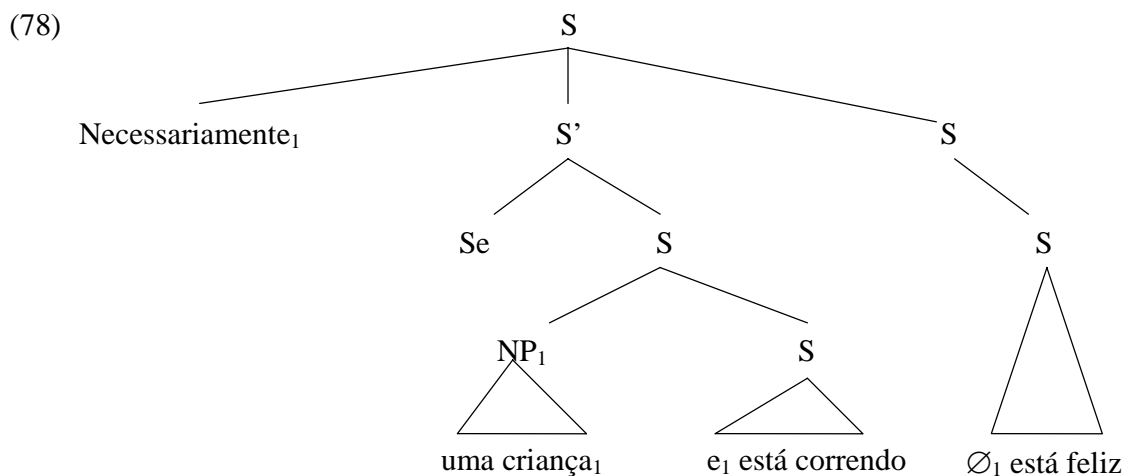 (78) S
Necessariamente₁ S’ S
Se S S
NP₁ S
uma criança₁ e₁ está correndo ∅₁ está feliz